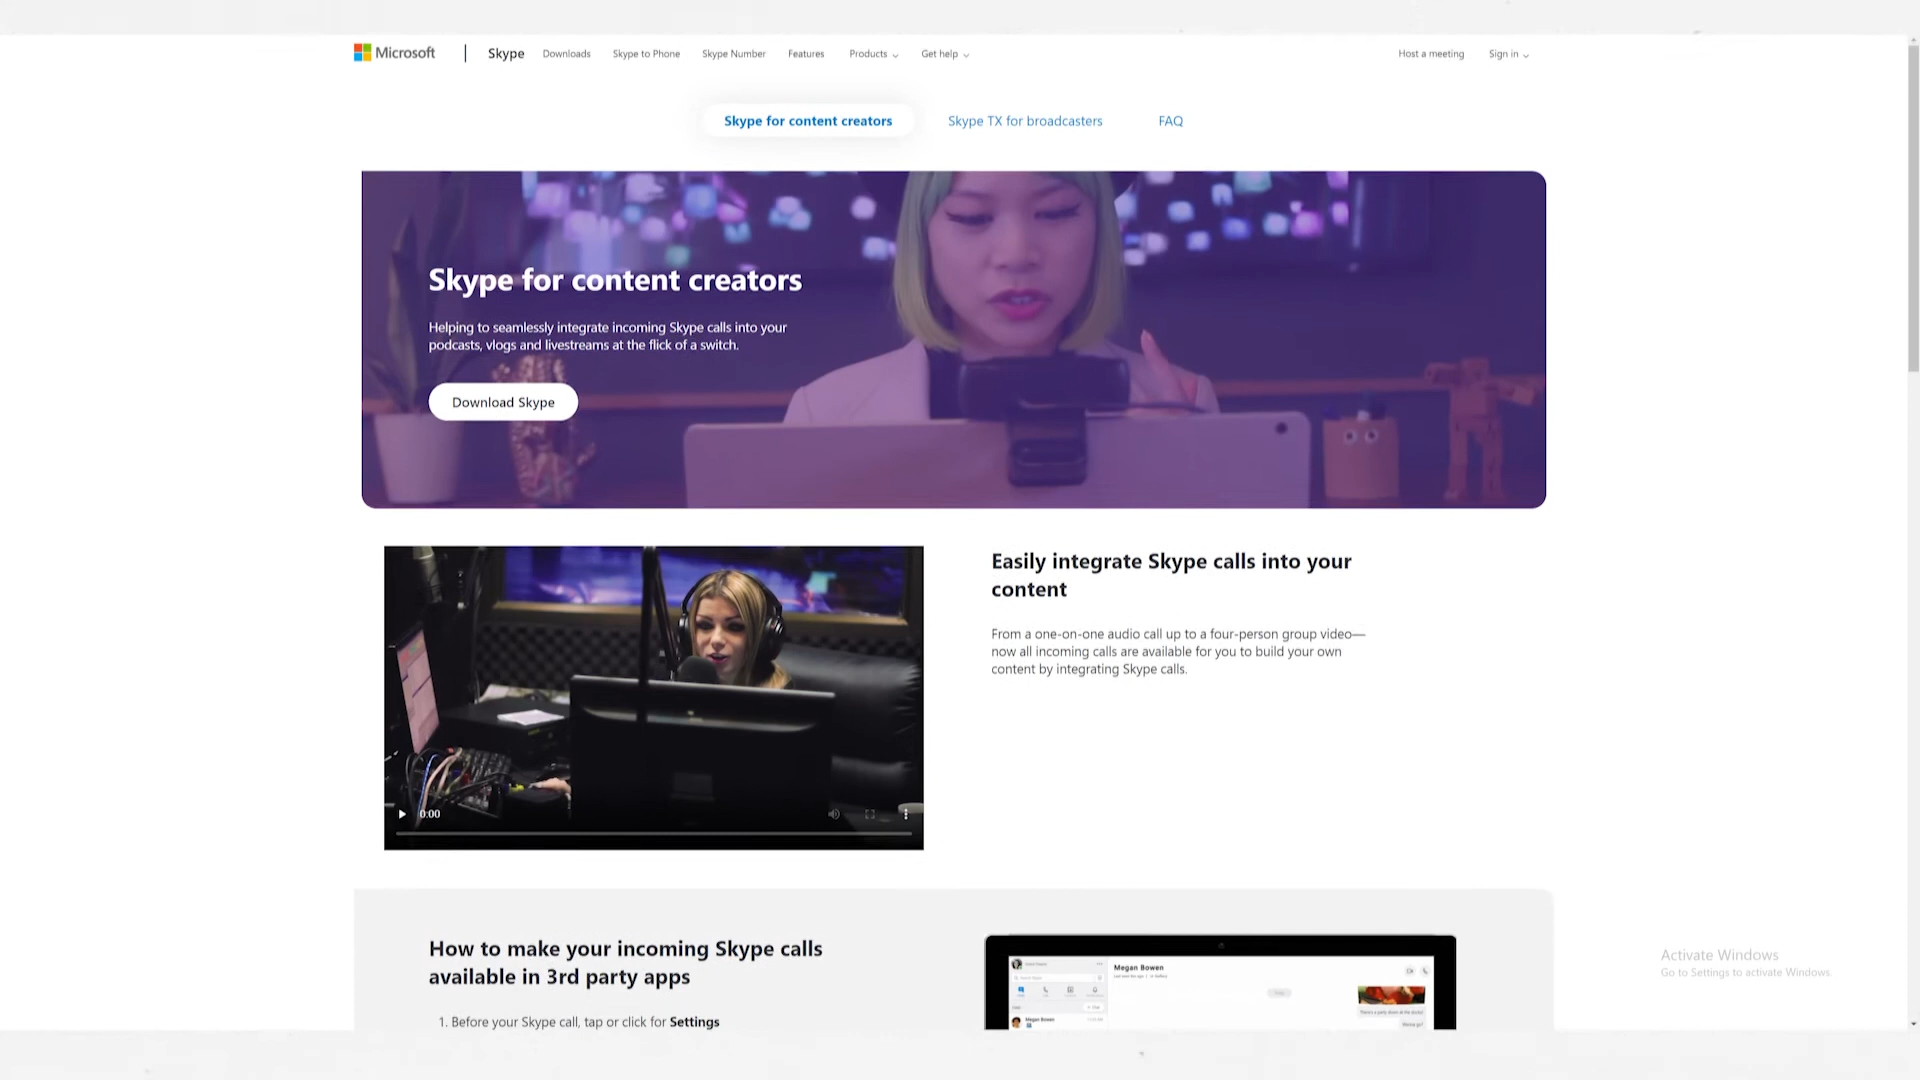 Microsoft
Skype
Downloads
Skype to Phone
Skype Number
Features
Products
Get help
Host a meeting
Sign in
Skype for content creators
Skype TX for broadcasters
FAQ
Skype for content creators
Helping to seamlessly integrate incoming Skype calls into your
podcasts, vlogs and livestreams at the flick of a switch.
Download Skype
0:00
Easily integrate Skype calls into your
content
From a one-on-one audio call up to a four-person group video—
now all incoming calls are available for you to build your own
content by integrating Skype calls.
How to make your incoming Skype calls
available in 3rd party apps
1. Before your Skype call, tap or click for Settings
Megan Bowen
Megan Bowen
Activate Windows
Go to Settings to activate Windows.